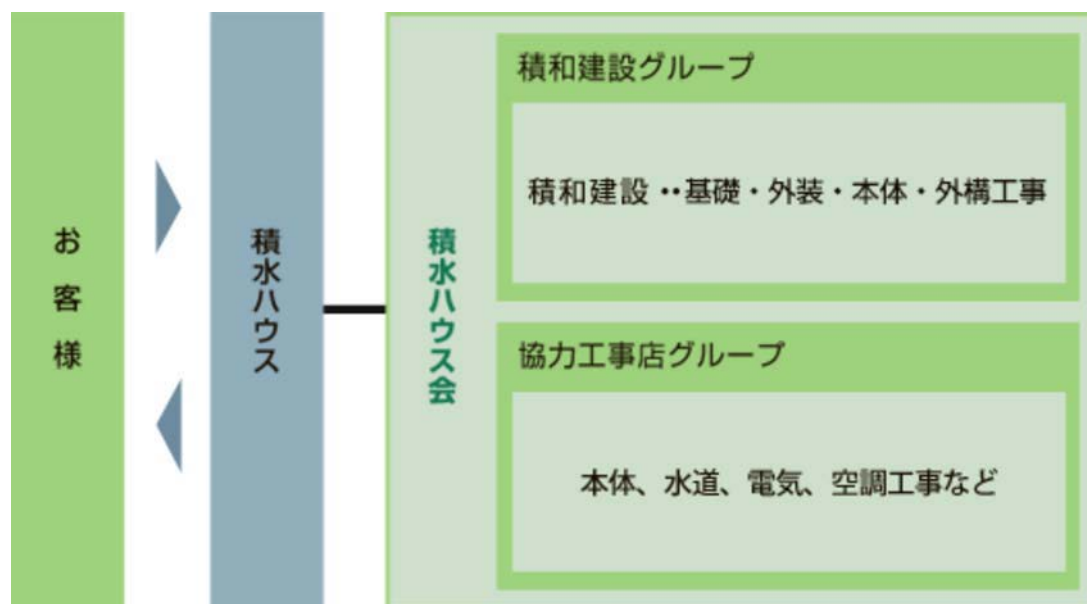 お客様
積水ハウス
積水ハウス会
積和建設グループ
積和建設‥基礎・外装・本体・外構工事
協力工事店グループ
本体、水道、電気、空調工事など